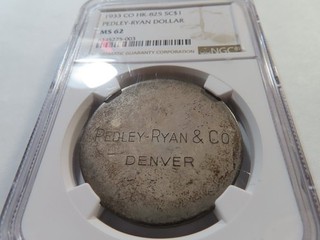 1933 CO HK-825 SC$1
PEDLEY-RYAN DOLLAR
MS 62
NGC
PEDLEY-RYAN & CO
DENVER